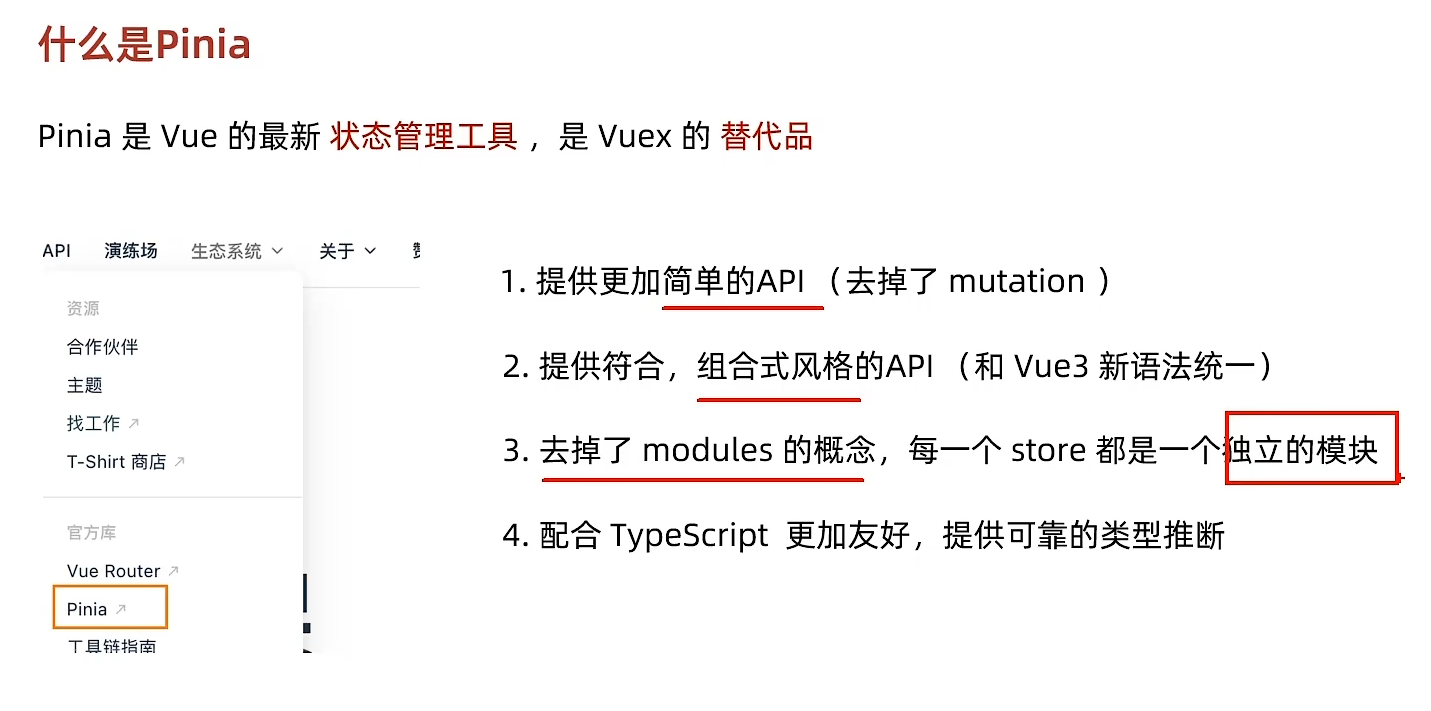 什么是Pinia
Pinia 是 Vue 的最新 状态管理工具 ，是 Vuex 的 替代品
API 演练场 生态系统 关于
资源
合作伙伴
主题
找工作
T-Shirt 商店
官方库
Vue Router
Pinia
工具链指南
1. 提供更加简单的API （去掉了 mutation ）
2. 提供符合，组合式风格的API （和 Vue3 新语法统一）
3. 去掉了 modules 的概念，每一个 store 都是一个独立的模块
4. 配合 TypeScript 更加友好，提供可靠的类型推断